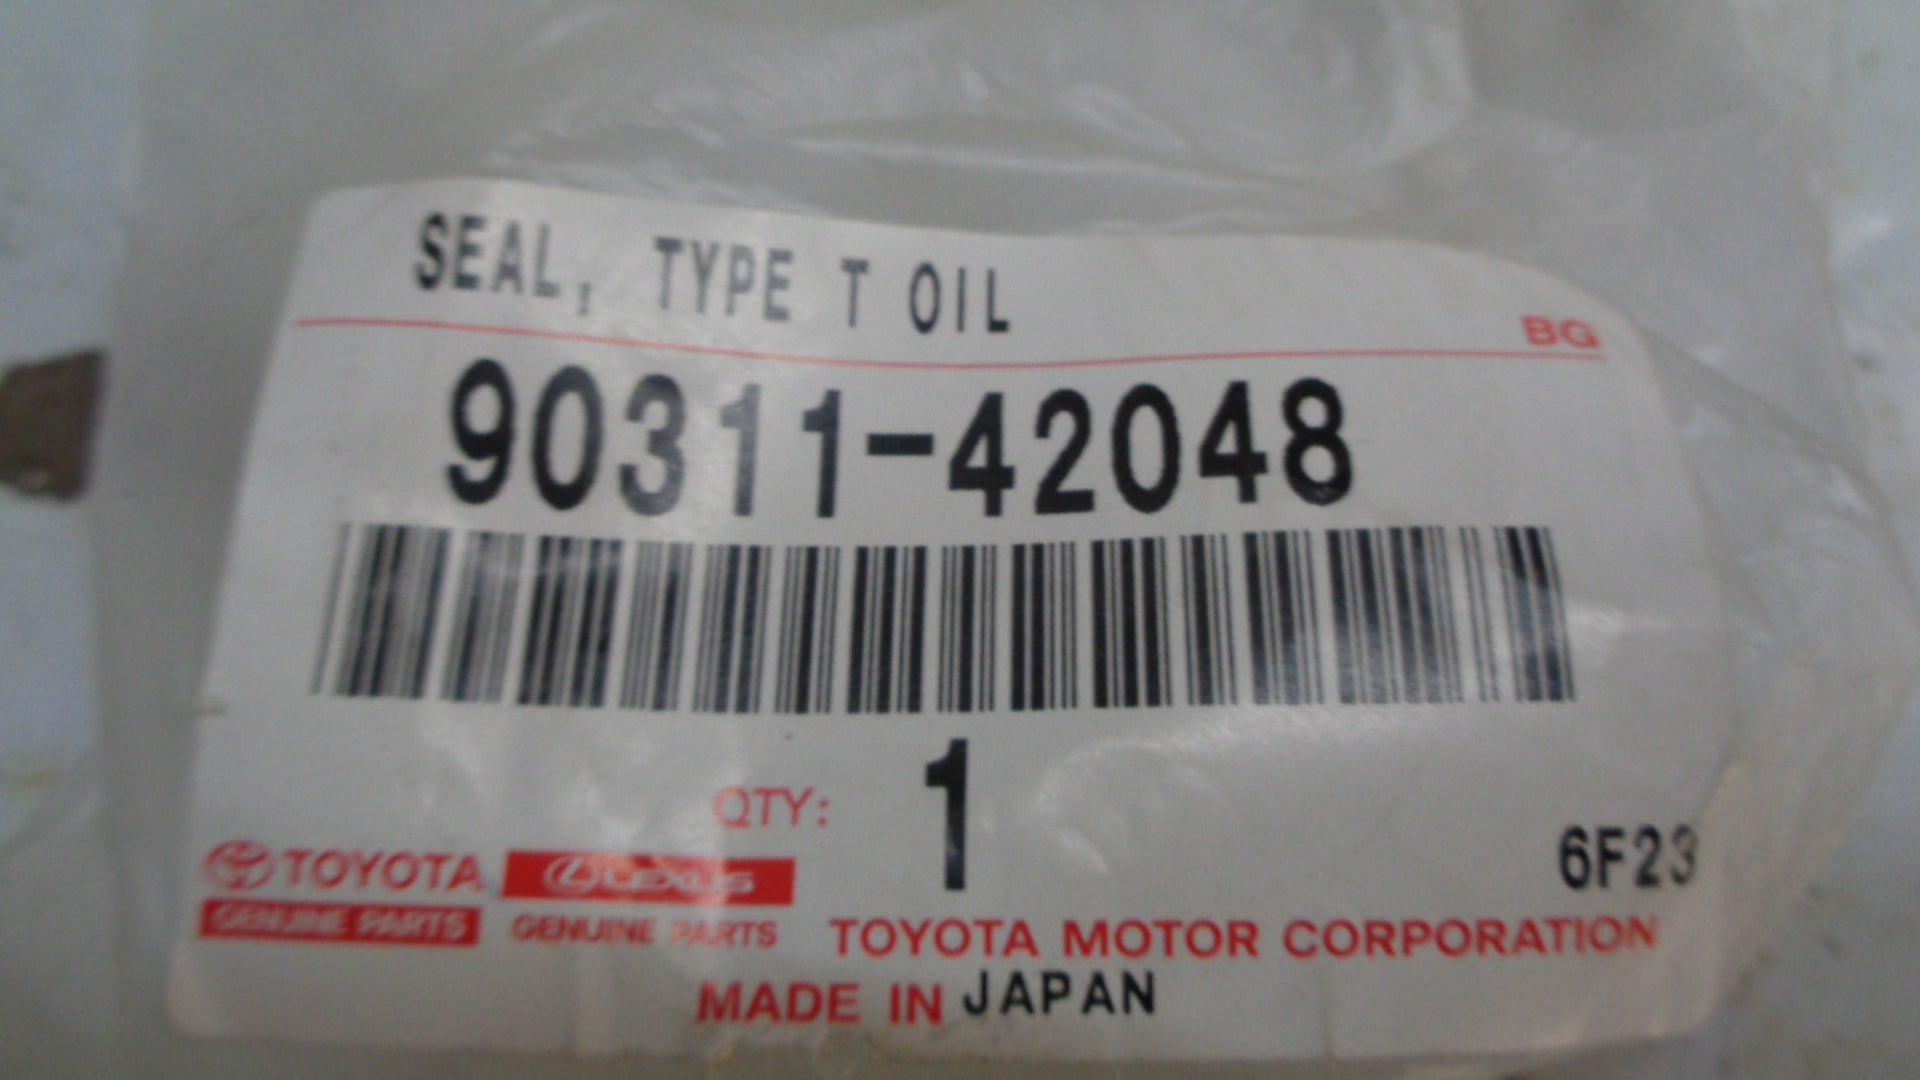 SEAL, TYPE T OIL
BG
90311-42048
QTY: 1
6F23
TOYOTA LEXUS
GENUINE PARTS GENUINE PARTS TOYOTA MOTOR CORPORATION
MADE IN JAPAN